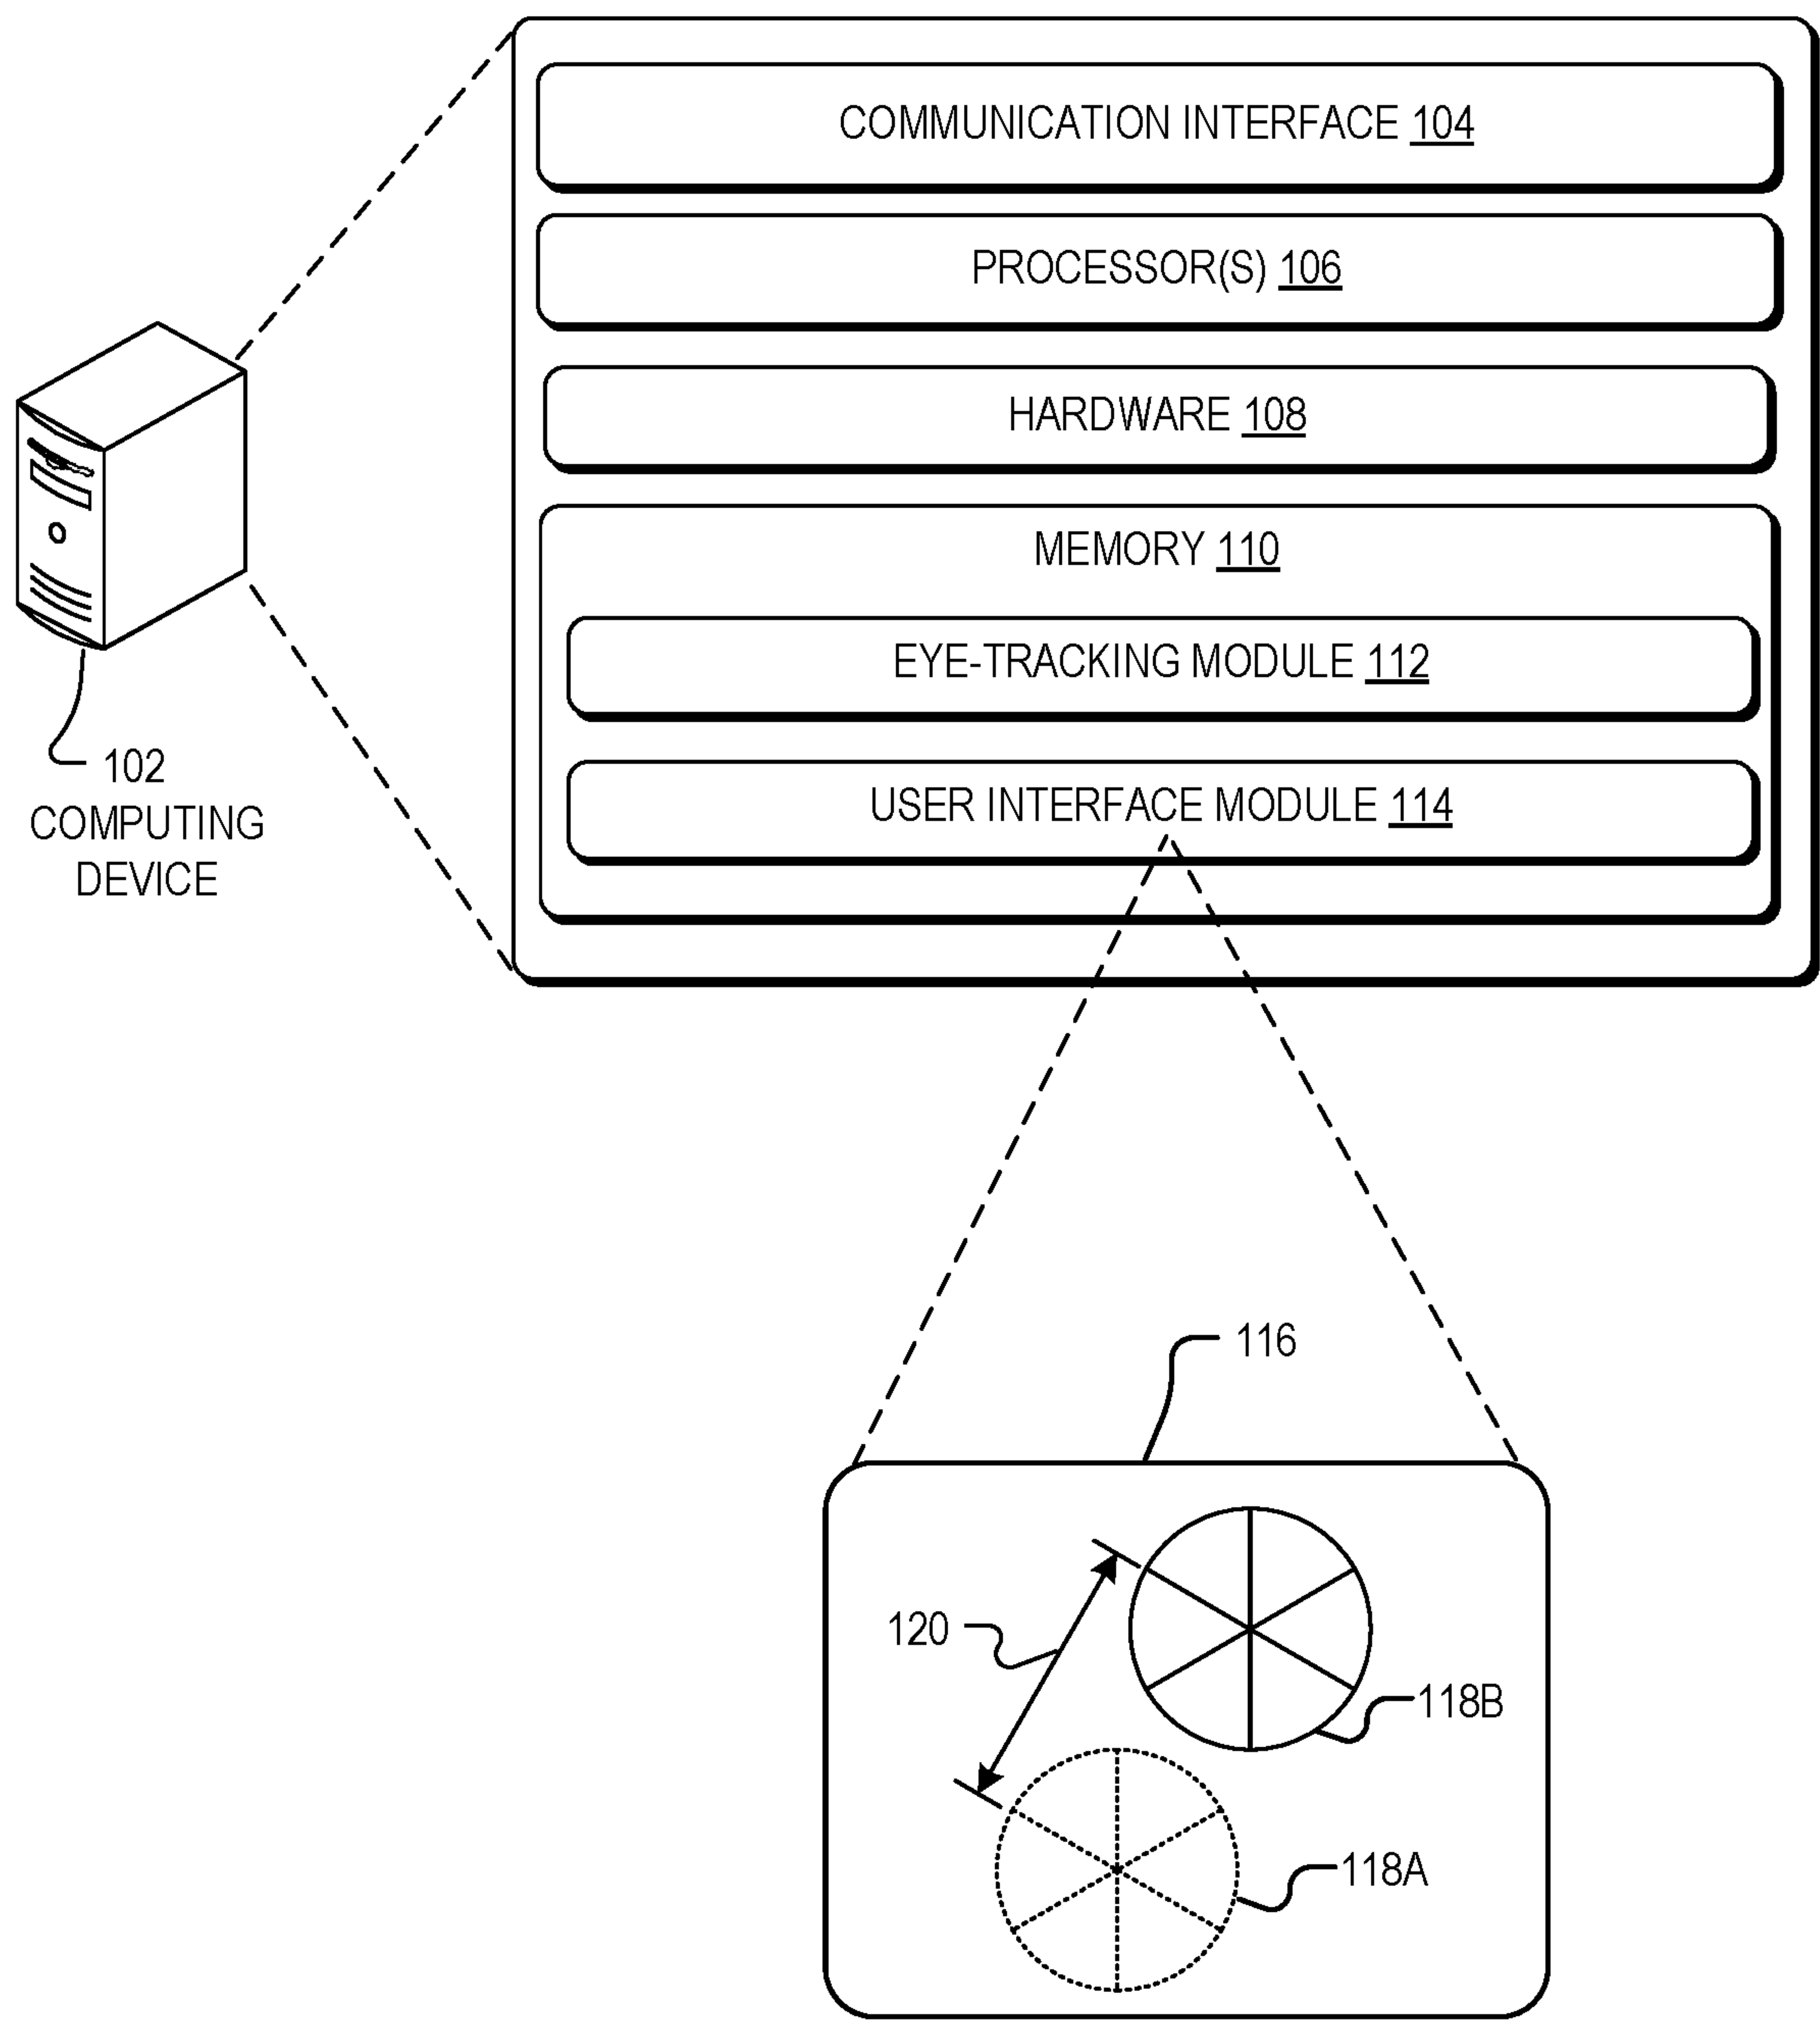 COMMUNICATION INTERFACE 104
PROCESSOR(S) 106
HARDWARE 108
MEMORY 110
EYE-TRACKING MODULE 112
USER INTERFACE MODULE 114
102
COMPUTING
DEVICE
116
120
118B
118A